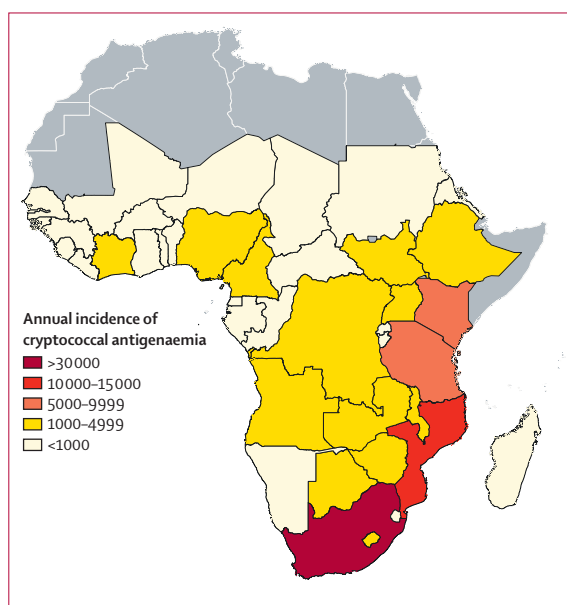 Annual incidence of
cryptococcal antigenaemia
>30000
10000–15000
5000–9999
1000–4999
<1000